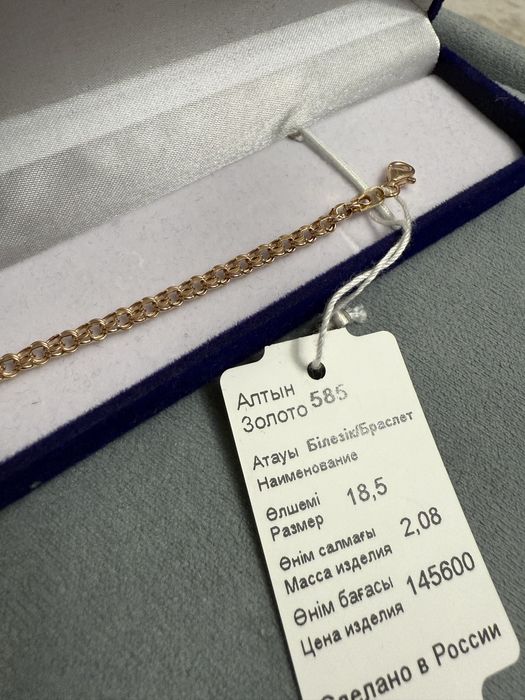 Алтын
Золото 585
Атауы Білезік/Браслет
Наименование
Өлшемі 18,5
Размер
Өнім салмағы 2,08
Масса изделия
Өнім бағасы 145600
Цена изделия
Сделано в России